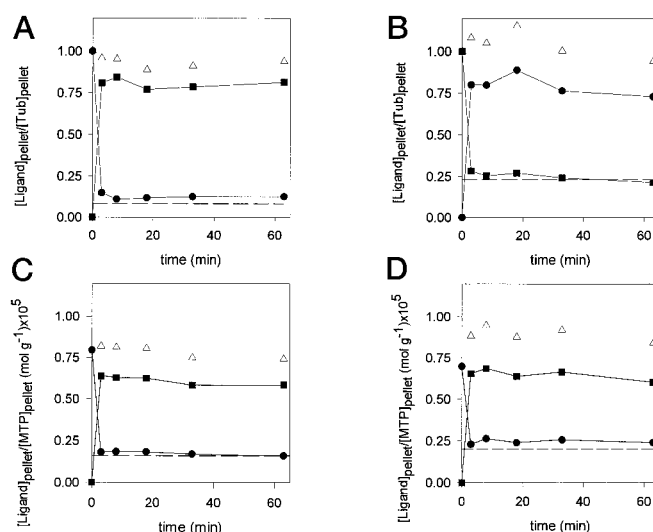 A
[Ligand]pellet/[Tub]pellet
1.00
0.75
0.50
0.25
0.00
0 20 40 60
time (min)
B
[Ligand]pellet/[Tub]pellet
1.00
0.75
0.50
0.25
0.00
0 20 40 60
time (min)
C
[Ligand]pellet/[MTP]pellet (mol g⁻¹)x10⁵
1.00
0.75
0.50
0.25
0.00
0 20 40 60
time (min)
D
[Ligand]pellet/[MTP]pellet (mol g⁻¹)x10⁵
1.00
0.75
0.50
0.25
0.00
0 20 40 60
time (min)